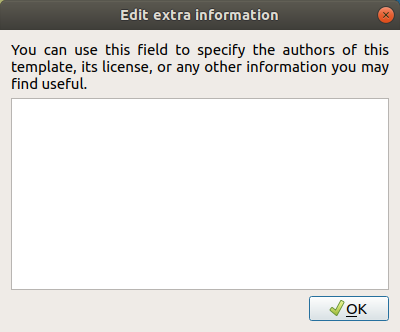 Edit extra information
You can use this field to specify the authors of this
template, its license, or any other information you may
find useful.
OK